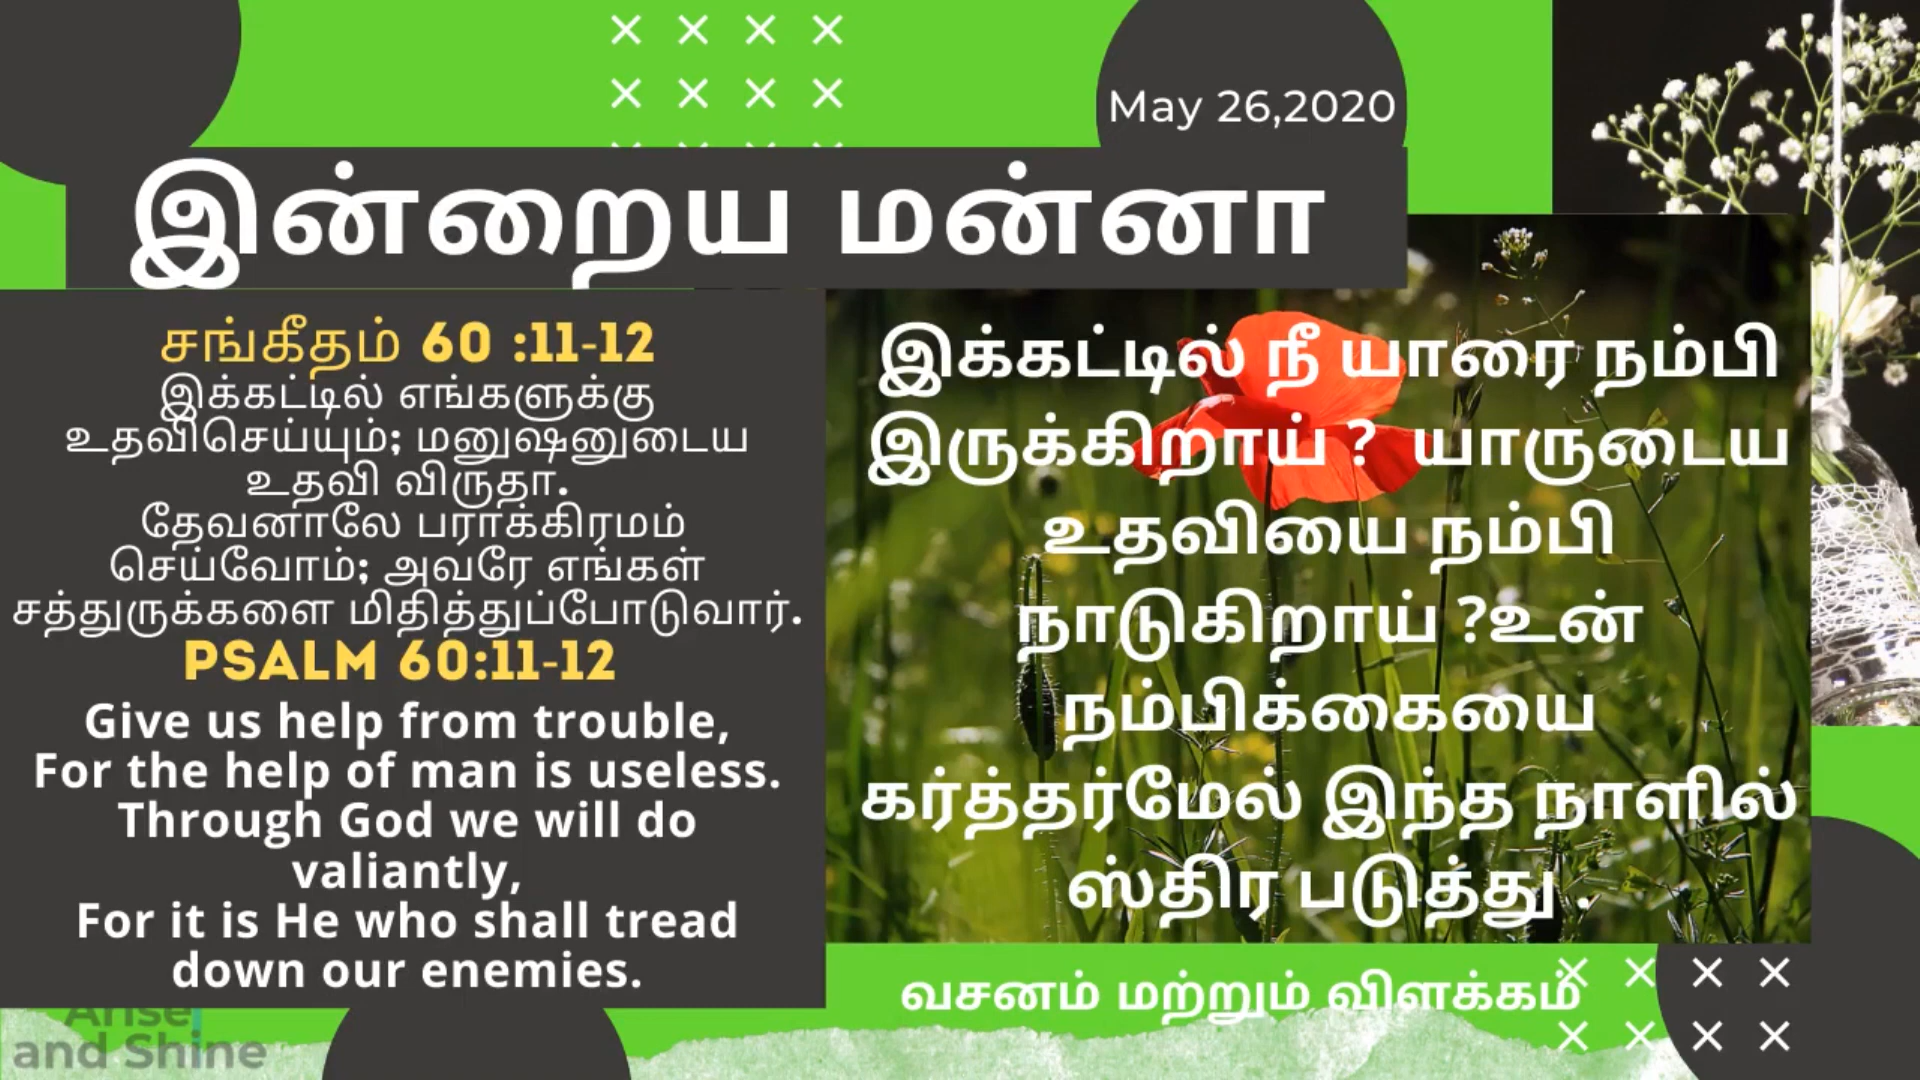 May 26,2020
இன்றைய மன்னா
சங்கீதம் 60 :11-12
இக்கட்டில் எங்களுக்கு
உதவிசெய்யும்; மனுஷனுடைய
உதவி விருதா.
தேவனாலே பராக்கிரமம்
செய்வோம்; அவரே எங்கள்
சத்துருக்களை மிதித்துப்போடுவார்.
PSALM 60:11-12
Give us help from trouble,
For the help of man is useless.
Through God we will do
valiantly,
For it is He who shall tread
down our enemies.
இக்கட்டில் நீ யாரை நம்பி
இருக்கிறாய் ? யாருடைய
உதவியை நம்பி
நாடுகிறாய் ?உன்
நம்பிக்கையை
கர்த்தர்மேல் இந்த நாளில்
ஸ்திர படுத்து .
வசனம் மற்றும் விளக்கம்
Arise
and Shine